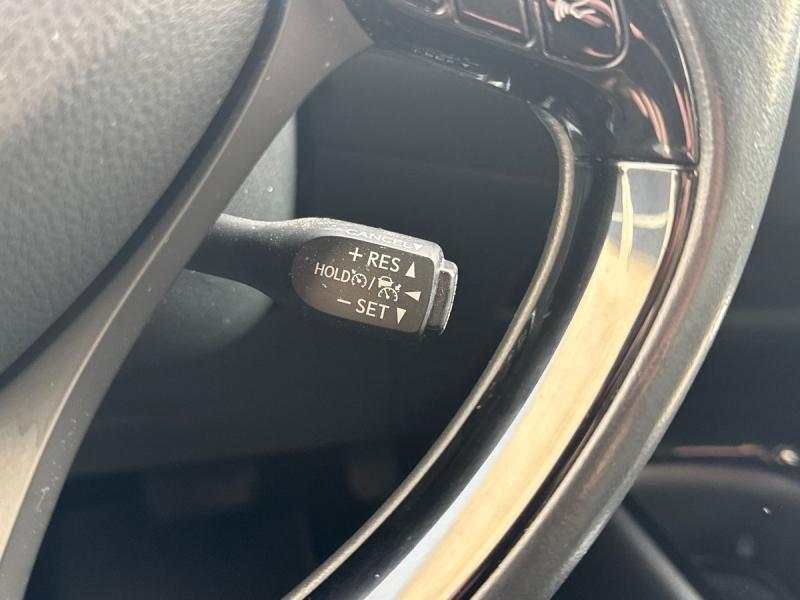 CANCEL▼
+ RES ▲
HOLD / ◀
− SET ▼